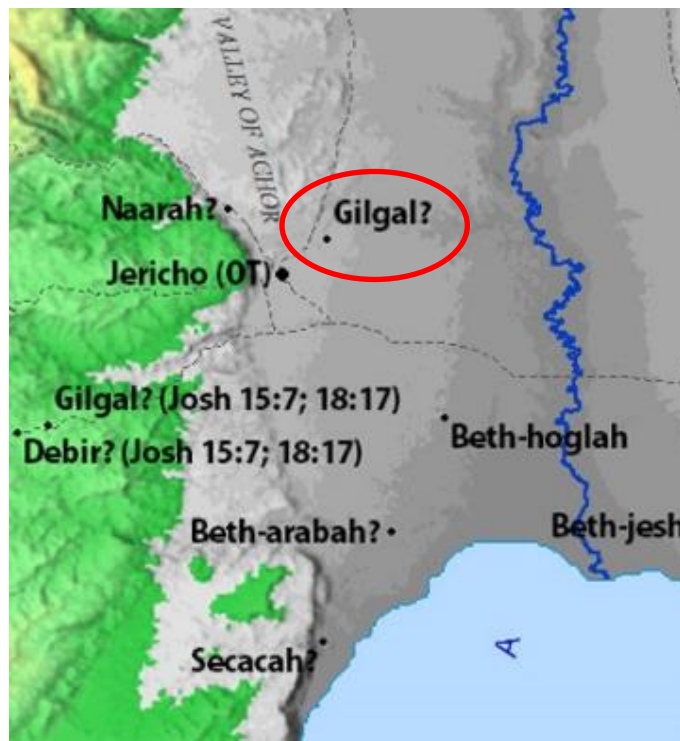 VALLEY OF ACHOR
Naarah?
Gilgal?
Jericho (OT)
Gilgal? (Josh 15:7; 18:17)
Beth-hoglah
Debir? (Josh 15:7; 18:17)
Beth-arabah?
Beth-jesh
Secacah?
A